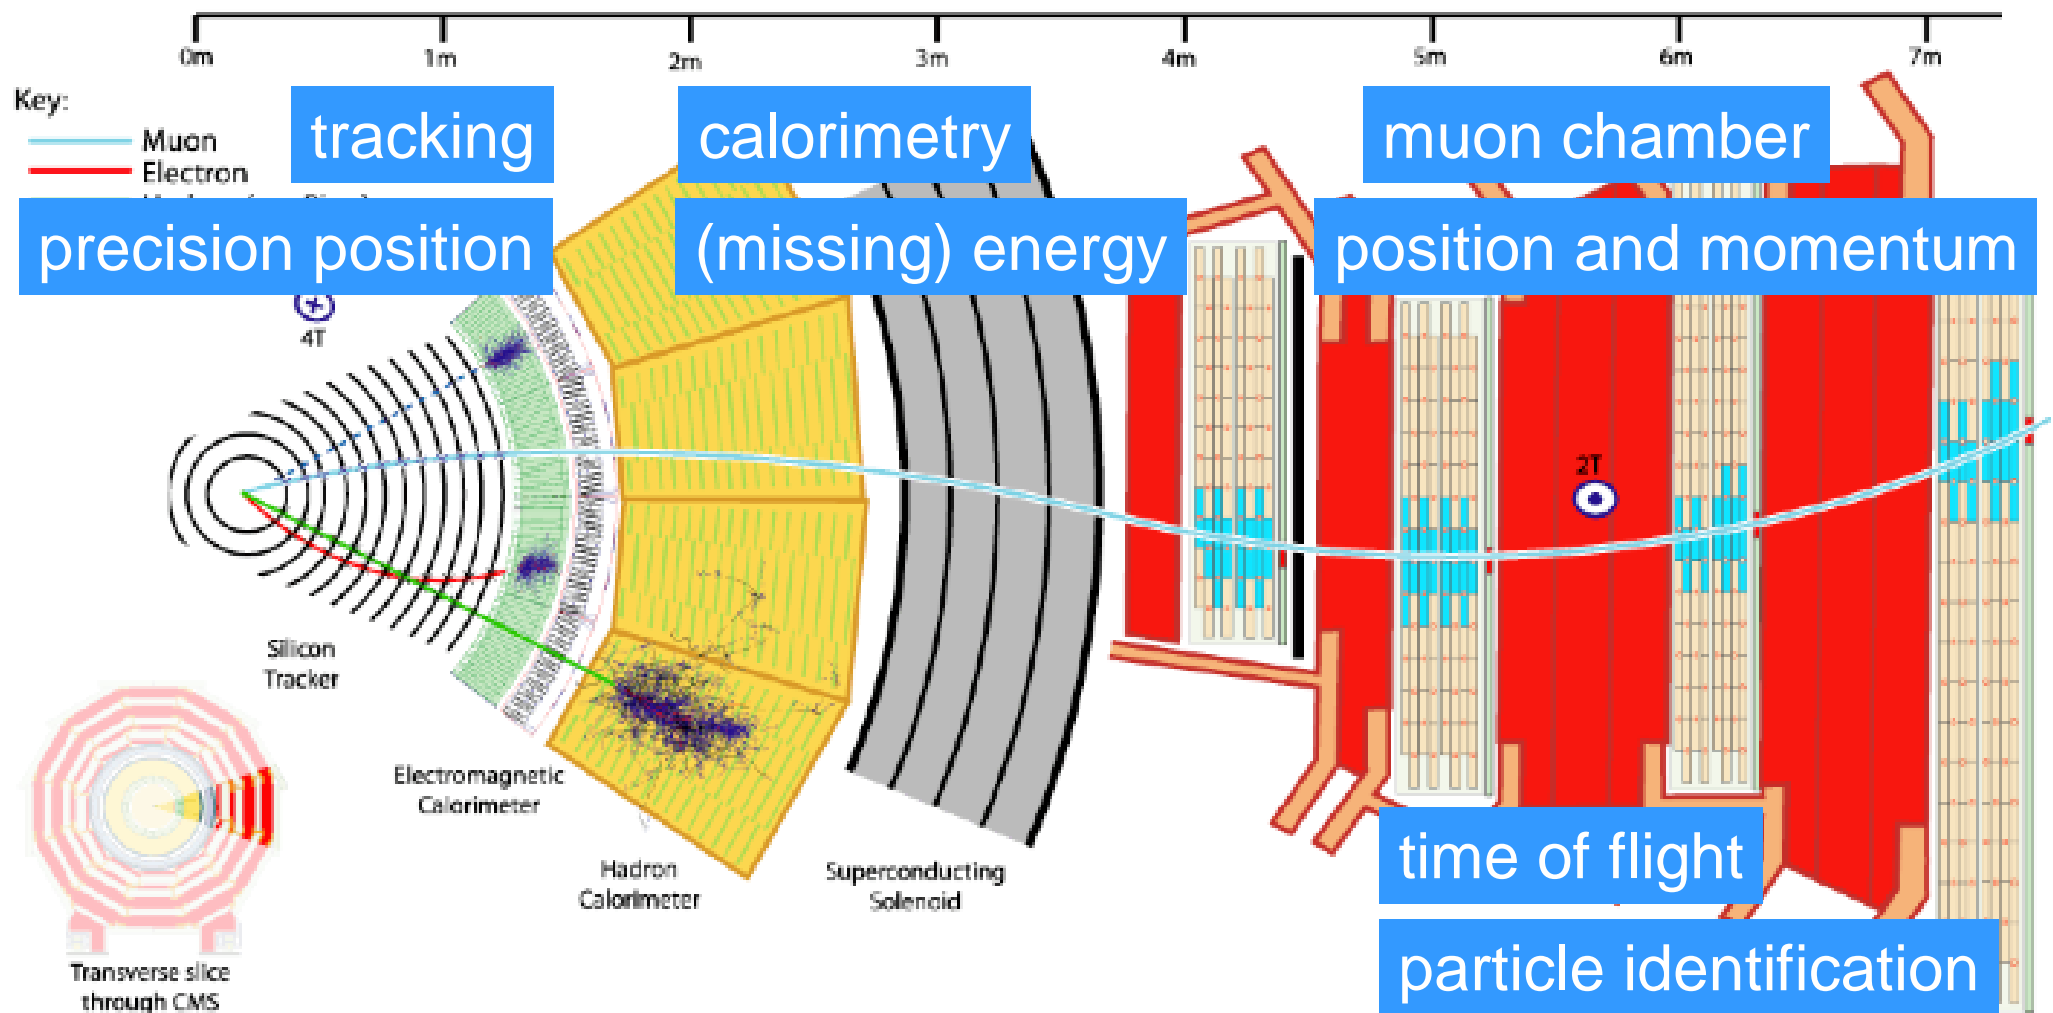 0m 1m 2m 3m 4m 5m 6m 7m
Key:
Muon
Electron
tracking
calorimetry
muon chamber
precision position
(missing) energy
position and momentum
4T
2T
Silicon
Tracker
Electromagnetic
Calorimeter
Hadron
Calorimeter
Superconducting
Solenoid
time of flight
particle identification
Transverse slice
through CMS